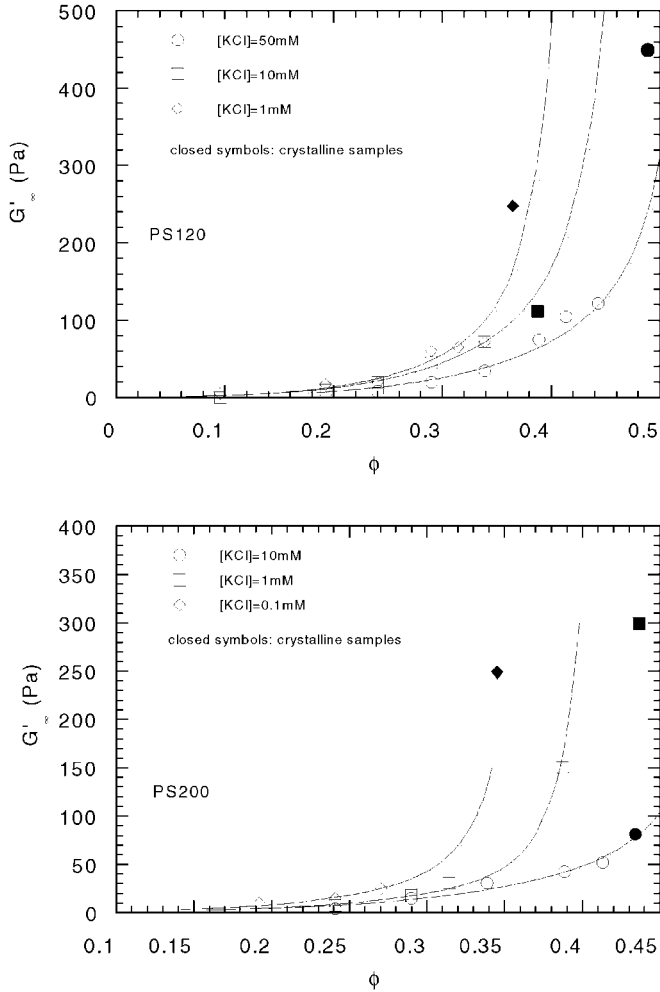 500
[KCl]=50mM
400
[KCl]=10mM
[KCl]=1mM
300
closed symbols: crystalline samples
G'∞ (Pa)
200
PS120
100
0
0 0.1 0.2 0.3 0.4 0.5
ϕ
400
[KCl]=10mM
350
[KCl]=1mM
[KCl]=0.1mM
300
closed symbols: crystalline samples
250
G'∞ (Pa)
200
150
PS200
100
50
0
0.1 0.15 0.2 0.25 0.3 0.35 0.4 0.45
ϕ